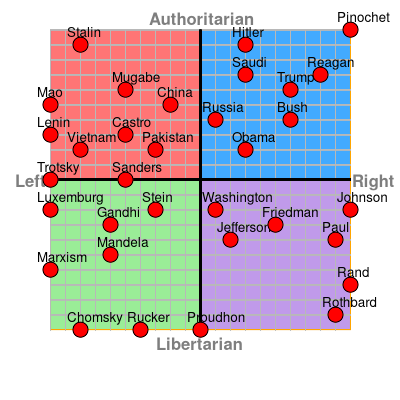 Authoritarian
Pinochet
Stalin
Hitler
Saudi
Reagan
Mugabe
Trump
Mao
China
Russia
Bush
Lenin
Castro
Vietnam
Pakistan
Obama
Trotsky
Sanders
Left
Right
Luxemburg
Stein
Washington
Johnson
Gandhi
Friedman
Jefferson
Paul
Mandela
Marxism
Rand
Rothbard
Chomsky
Rucker
Proudhon
Libertarian